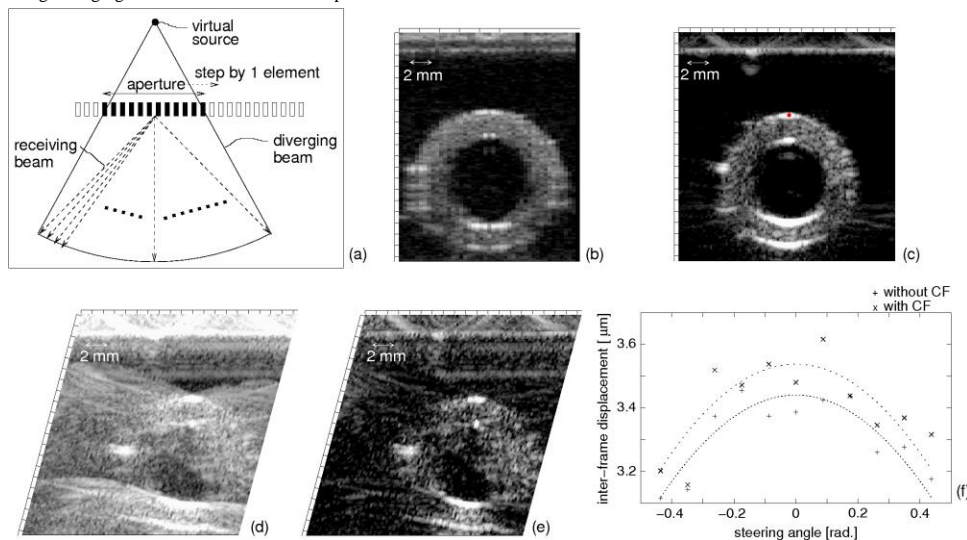 virtual
source
step by 1 element
aperture
receiving
beam
diverging
beam
(a)
2 mm
(b)
2 mm
(c)
2 mm
(d)
2 mm
(e)
+ without CF
× with CF
inter-frame displacement [ μm]
3.6
3.4
3.2
−0.4
−0.2
0
0.2
0.4
steering angle [rad.]
(f)